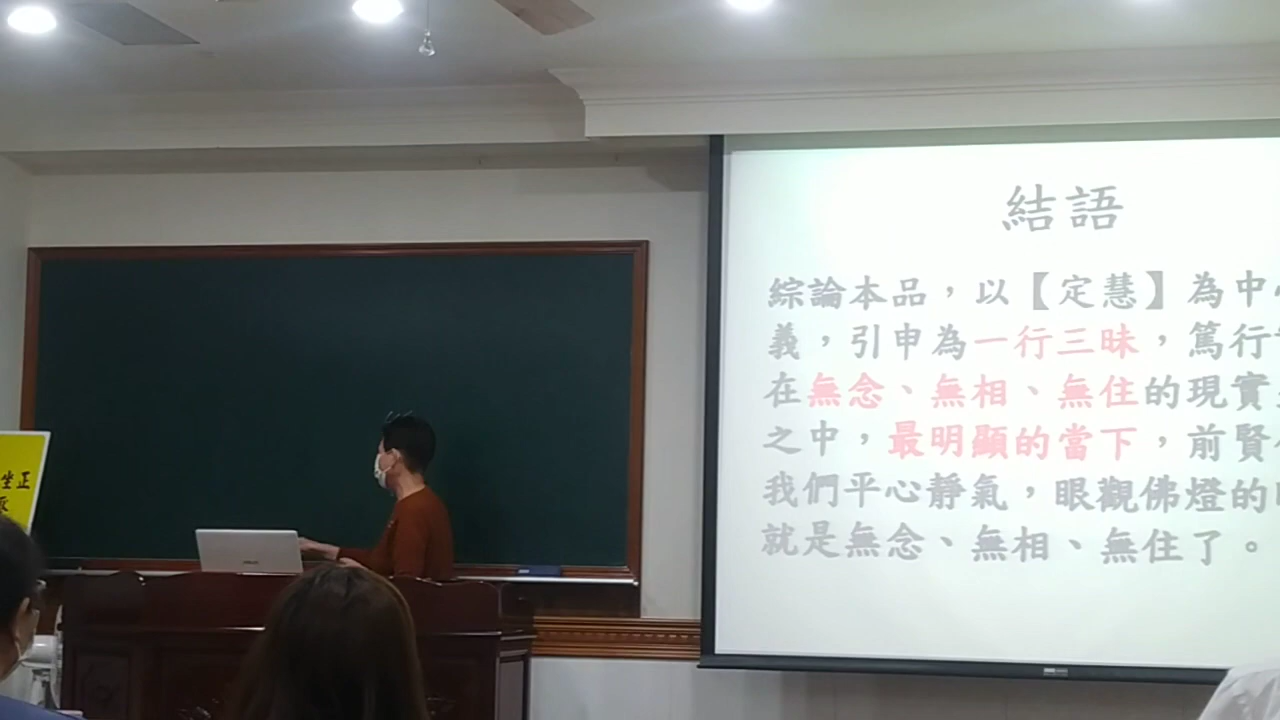 結語
綜論本品，以【定慧】為中
義，引申為一行三昧，篤行
在無念、無相、無住的現實
之中，最明顯的當下，前賢
我們平心靜氣，眼觀佛燈的
就是無念、無相、無住了。
坐正